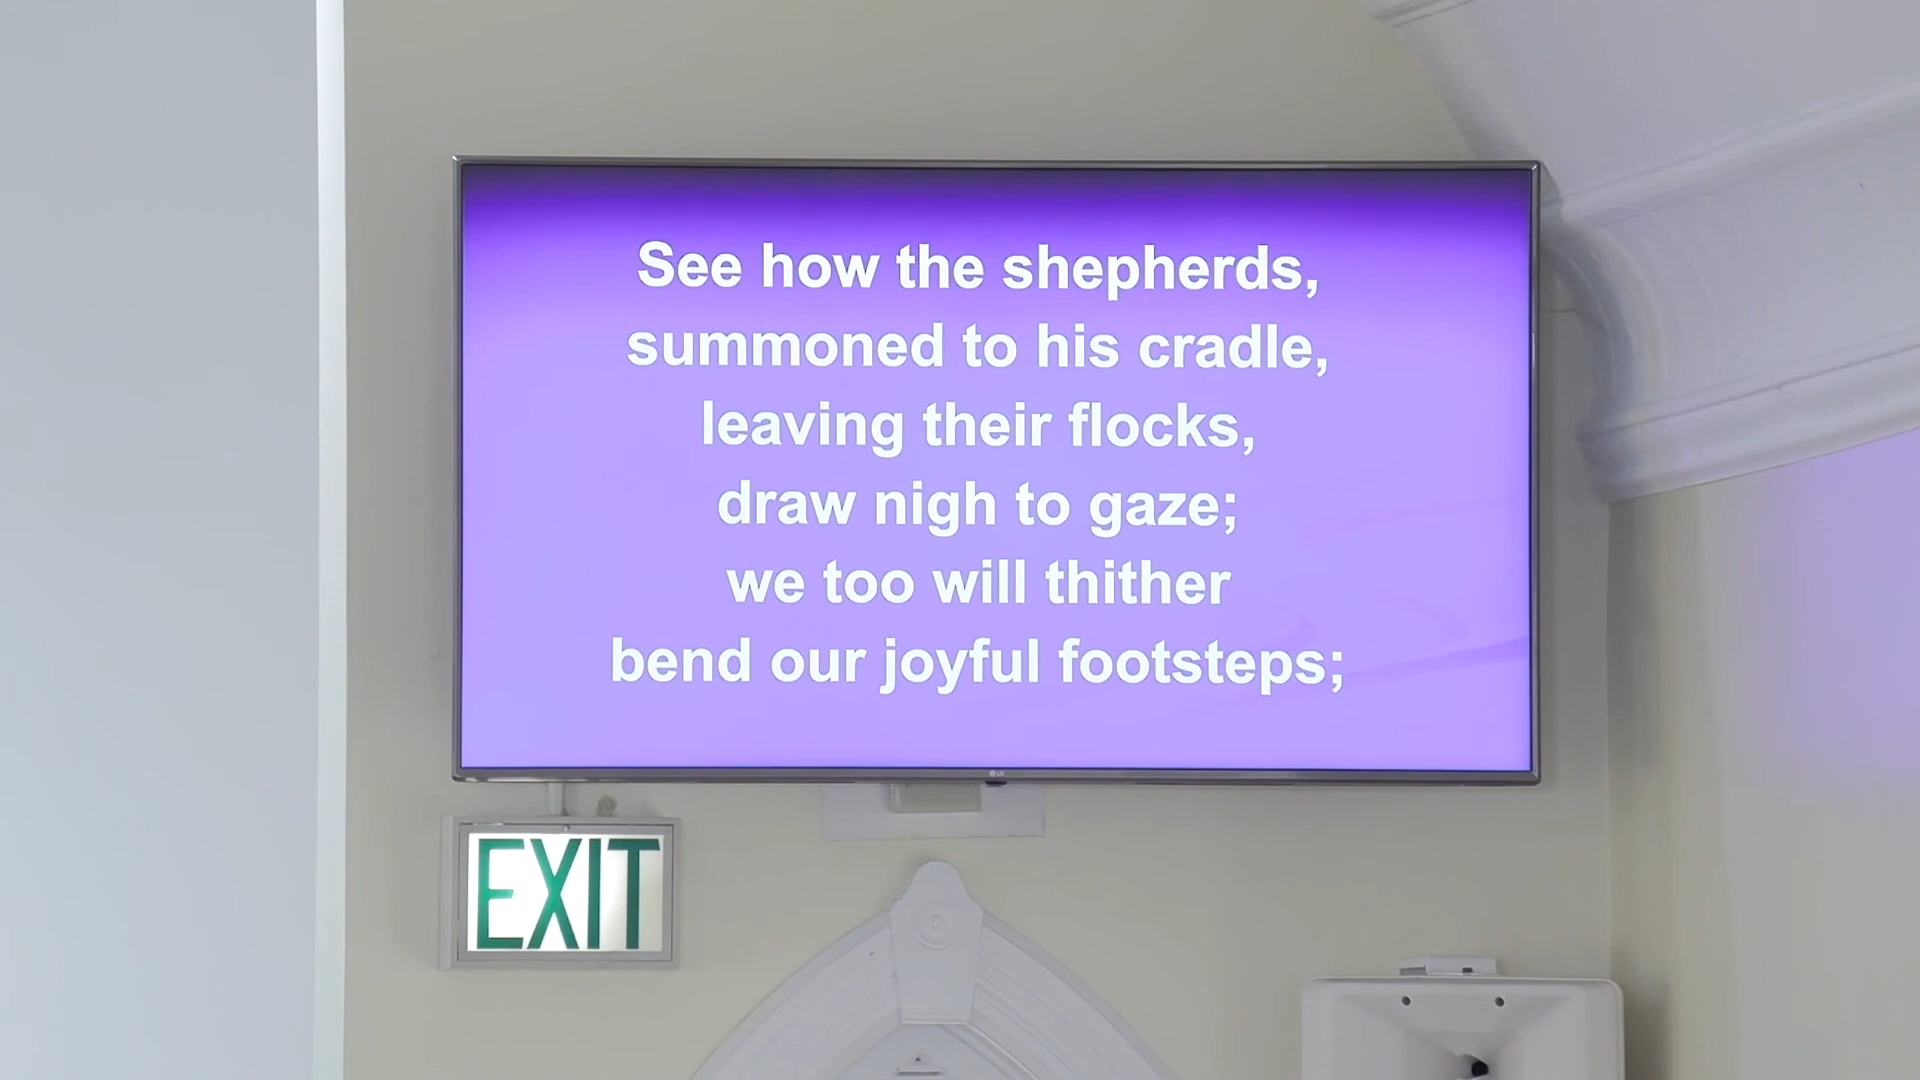 See how the shepherds,
summoned to his cradle,
leaving their flocks,
draw nigh to gaze;
we too will thither
bend our joyful footsteps;
LG
EXIT